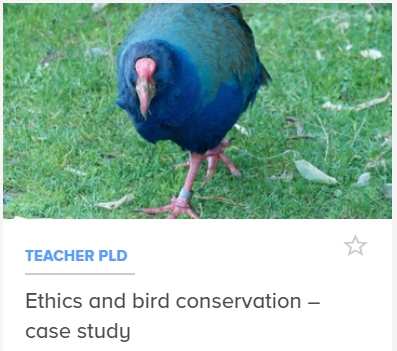 TEACHER PLD
Ethics and bird conservation –
case study